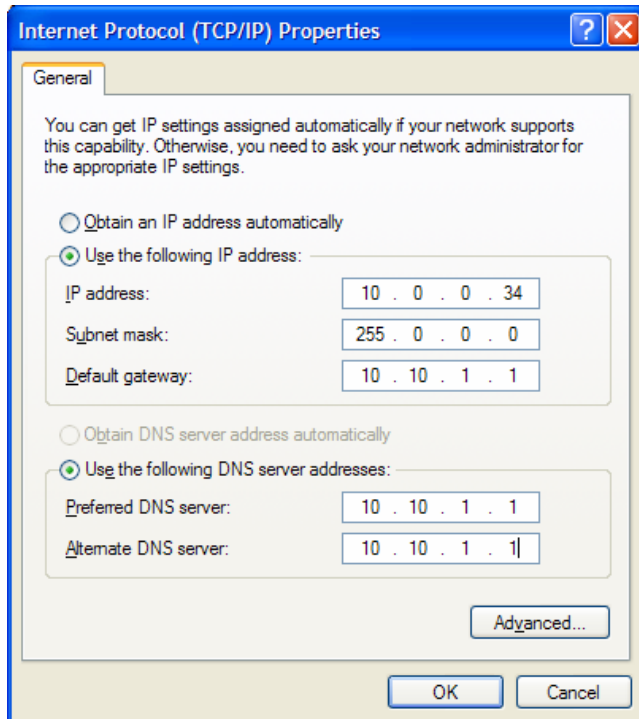 Internet Protocol (TCP/IP) Properties
General
You can get IP settings assigned automatically if your network supports
this capability. Otherwise, you need to ask your network administrator for
the appropriate IP settings.
Obtain an IP address automatically
Use the following IP address:
IP address: 10 . 0 . 0 . 34
Subnet mask: 255 . 0 . 0 . 0
Default gateway: 10 . 10 . 1 . 1
Obtain DNS server address automatically
Use the following DNS server addresses:
Preferred DNS server: 10 . 10 . 1 . 1
Alternate DNS server: 10 . 10 . 1 . 1
Advanced...
OK Cancel